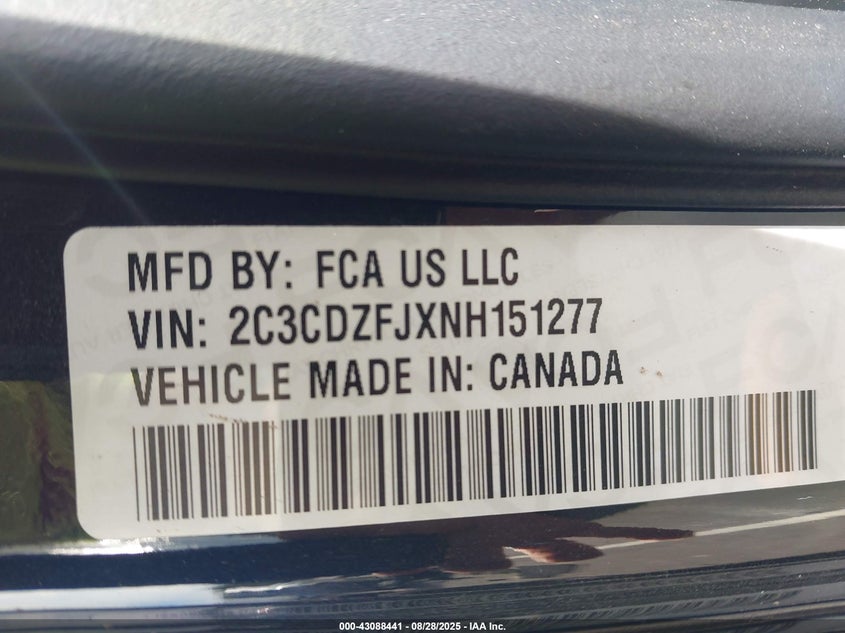 MFD BY: FCA US LLC
VIN: 2C3CDZFJXNH151277
VEHICLE MADE IN: CANADA
000-43088441 - 08/28/2025 - IAA Inc.